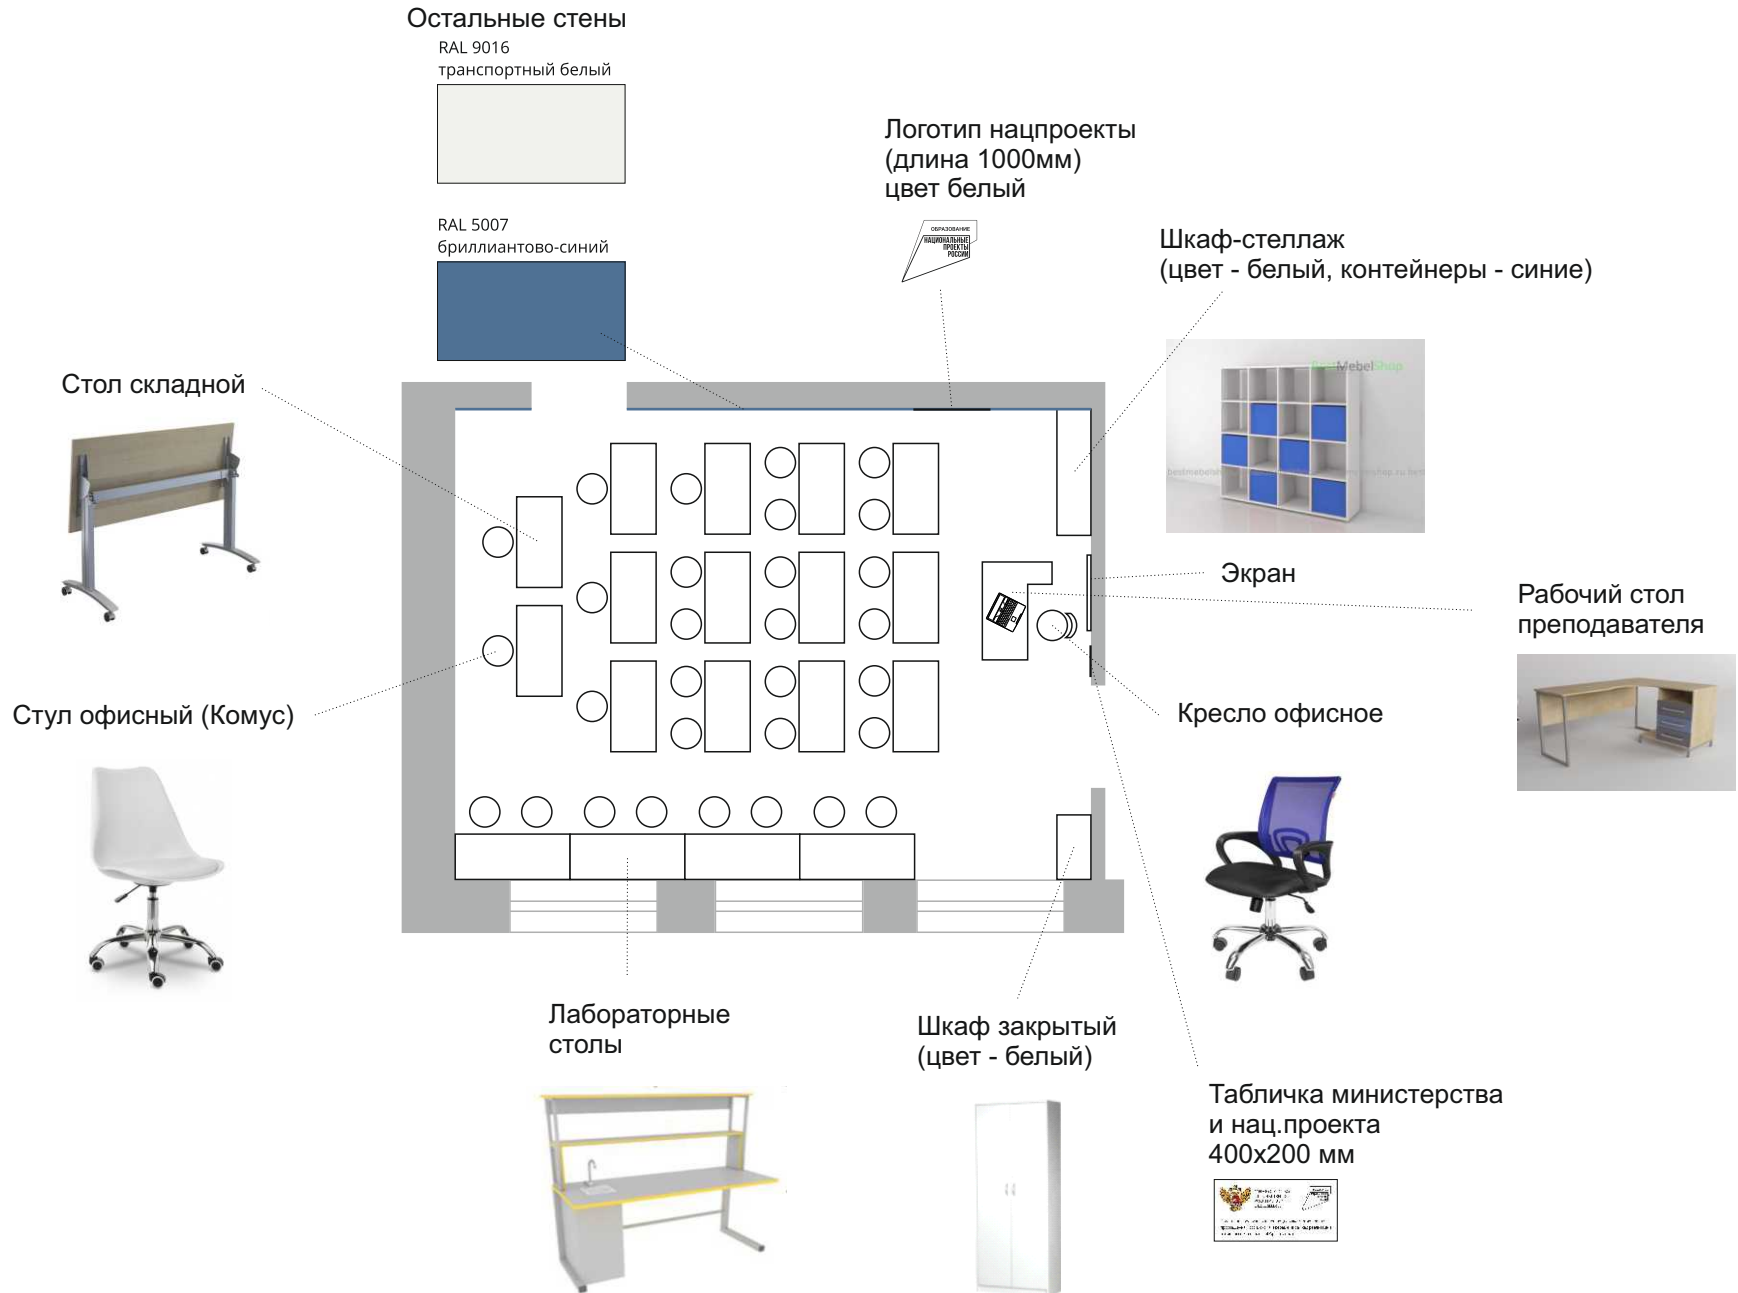 Остальные стены
RAL 9016
транспортный белый
RAL 5007
бриллиантово-синий
Логотип нацпроекты
(длина 1000мм)
цвет белый
ОБРАЗОВАНИЕ
НАЦИОНАЛЬНЫЕ
ПРОЕКТЫ
РОССИИ
Шкаф-стеллаж
(цвет - белый, контейнеры - синие)
BestMebelShop
Стол складной
Экран
Рабочий стол
преподавателя
Стул офисный (Комус)
Кресло офисное
Лабораторные
столы
Шкаф закрытый
(цвет - белый)
Табличка министерства
и нац.проекта
400х200 мм